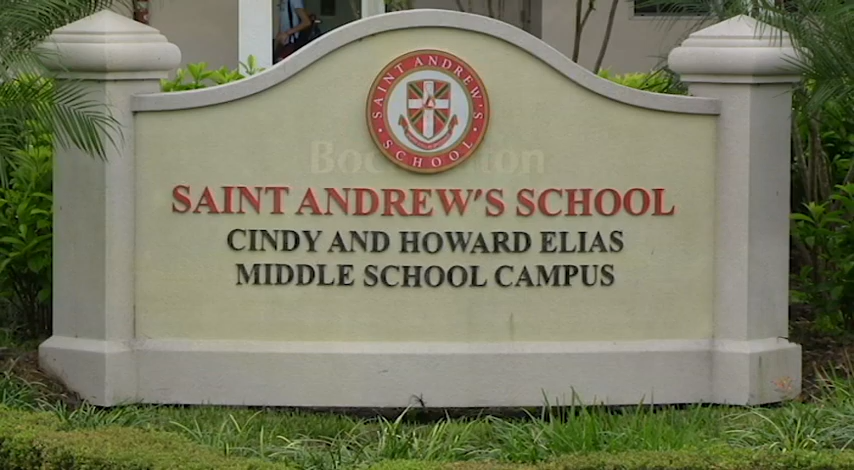 SAINT ANDREW'S
SCHOOL
SAINT ANDREW'S SCHOOL
CINDY AND HOWARD ELIAS
MIDDLE SCHOOL CAMPUS